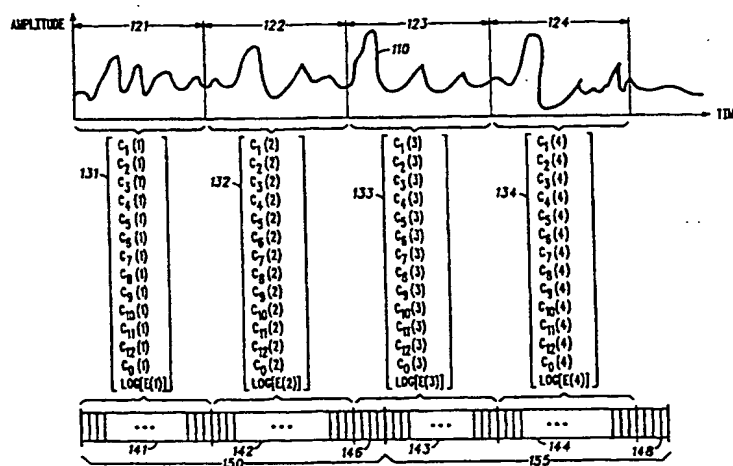 AMPLITUDE 121 122 123 124
110
TIM
131 132 133 134
C1(1) C1(2) C1(3) C1(4)
C2(1) C2(2) C2(3) C2(4)
C3(1) C3(2) C3(3) C3(4)
C4(1) C4(2) C4(3) C4(4)
C5(1) C5(2) C5(3) C5(4)
C6(1) C6(2) C6(3) C6(4)
C7(1) C7(2) C7(3) C7(4)
C8(1) C8(2) C8(3) C8(4)
C9(1) C9(2) C9(3) C9(4)
C10(1) C10(2) C10(3) C10(4)
C11(1) C11(2) C11(3) C11(4)
C12(1) C12(2) C12(3) C12(4)
C0(1) C0(2) C0(3) C0(4)
LOG[E(1)] LOG[E(2)] LOG[E(3)] LOG[E(4)]
141 142 146 143 144 148
150 155